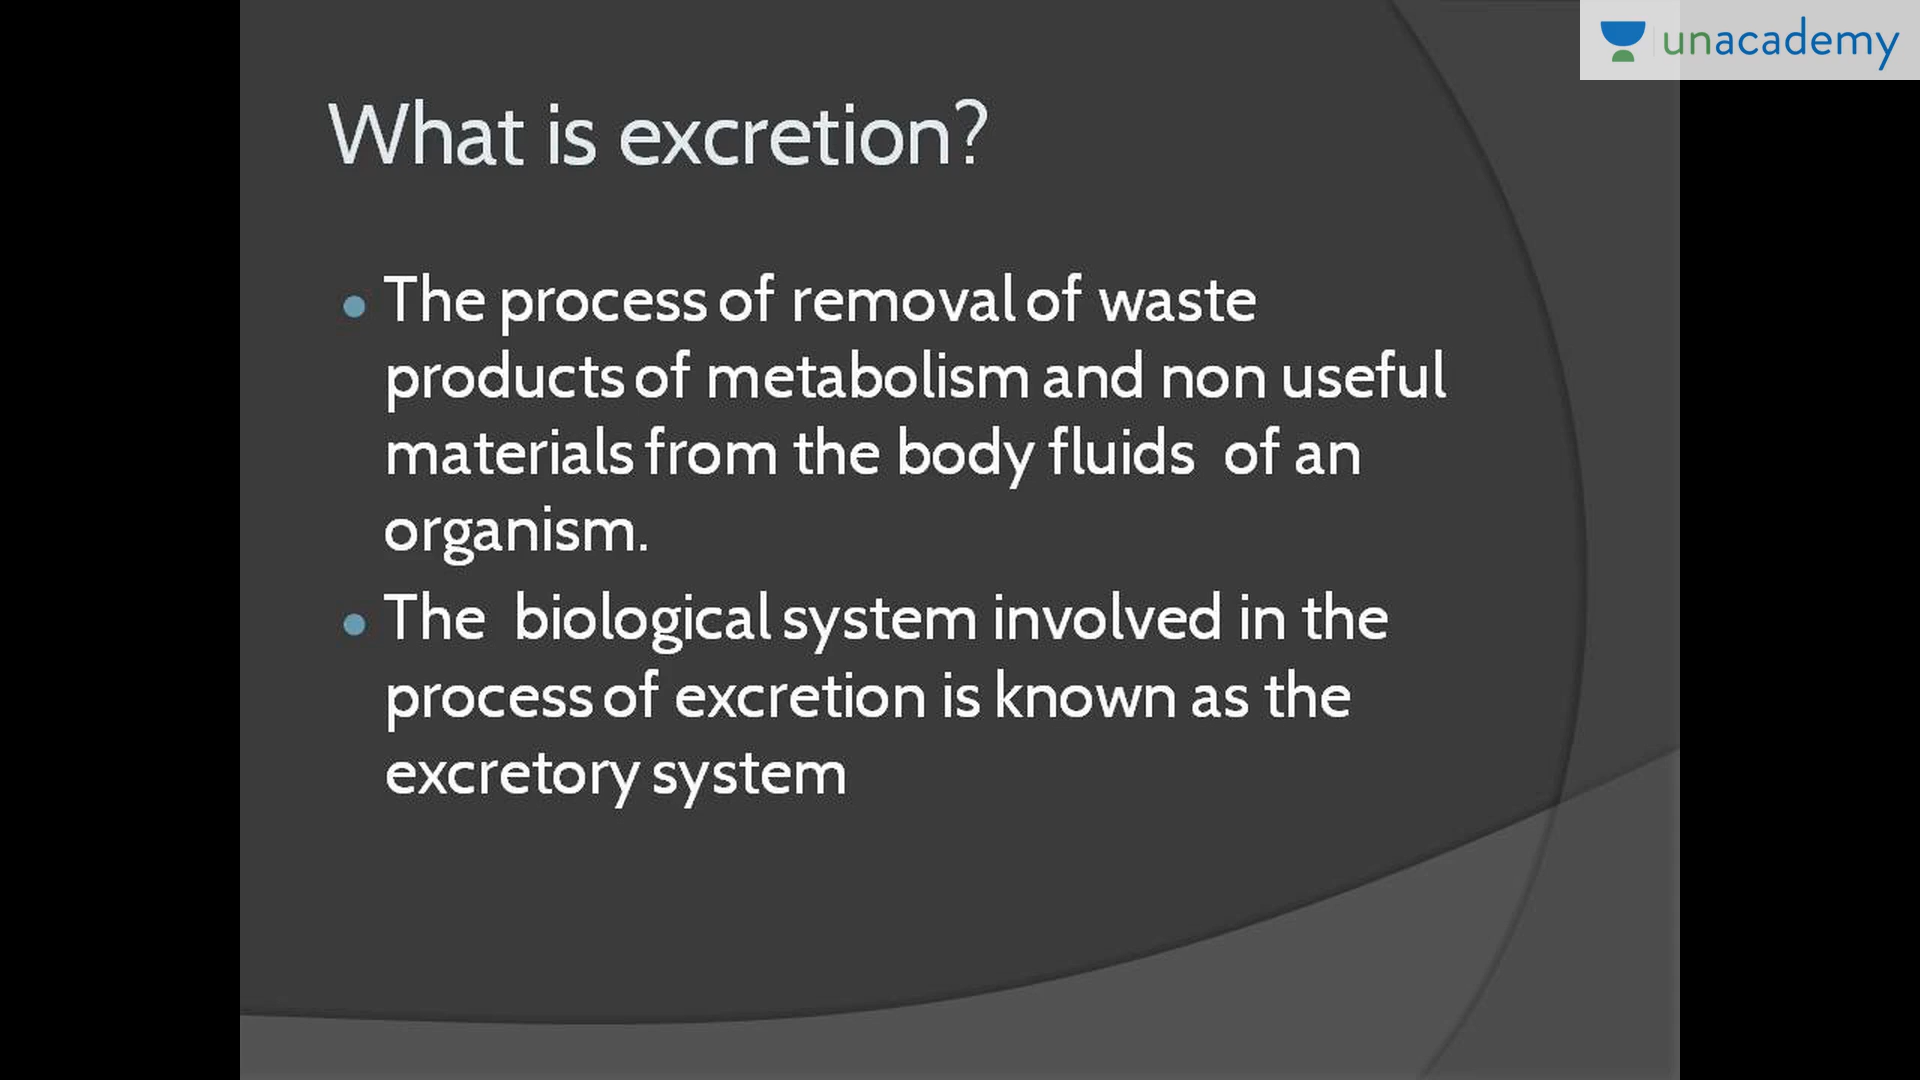 unacademy
What is excretion?
The process of removal of waste
products of metabolism and non useful
materials from the body fluids of an
organism.
The biological system involved in the
process of excretion is known as the
excretory system